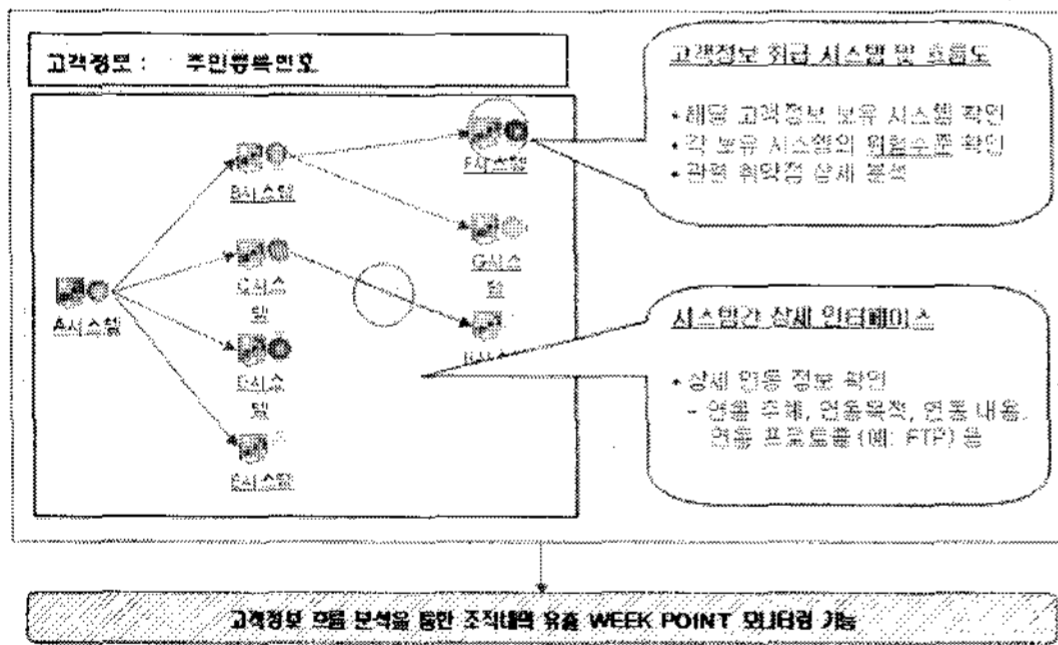 고객정보 : 주민등록번호
고객정보 취급 시스템 및 흐름도
• 해당 고객정보 보유 시스템 확인
• 각 보유 시스템의 위험수준 확인
• 관련 취약점 상세 분석
F시스템
B시스템
G시스
템
C시스
템
A시스템
H시스
D시스
템
E시스템
시스템간 상세 인터페이스
• 상세 연동 정보 확인
- 연동 주체, 연동목적, 연동 내용,
연동 프로토콜 (예: FTP) 등
고객정보 흐름 분석을 통한 조직내의 유출 WEEK POINT 모니터링 가능